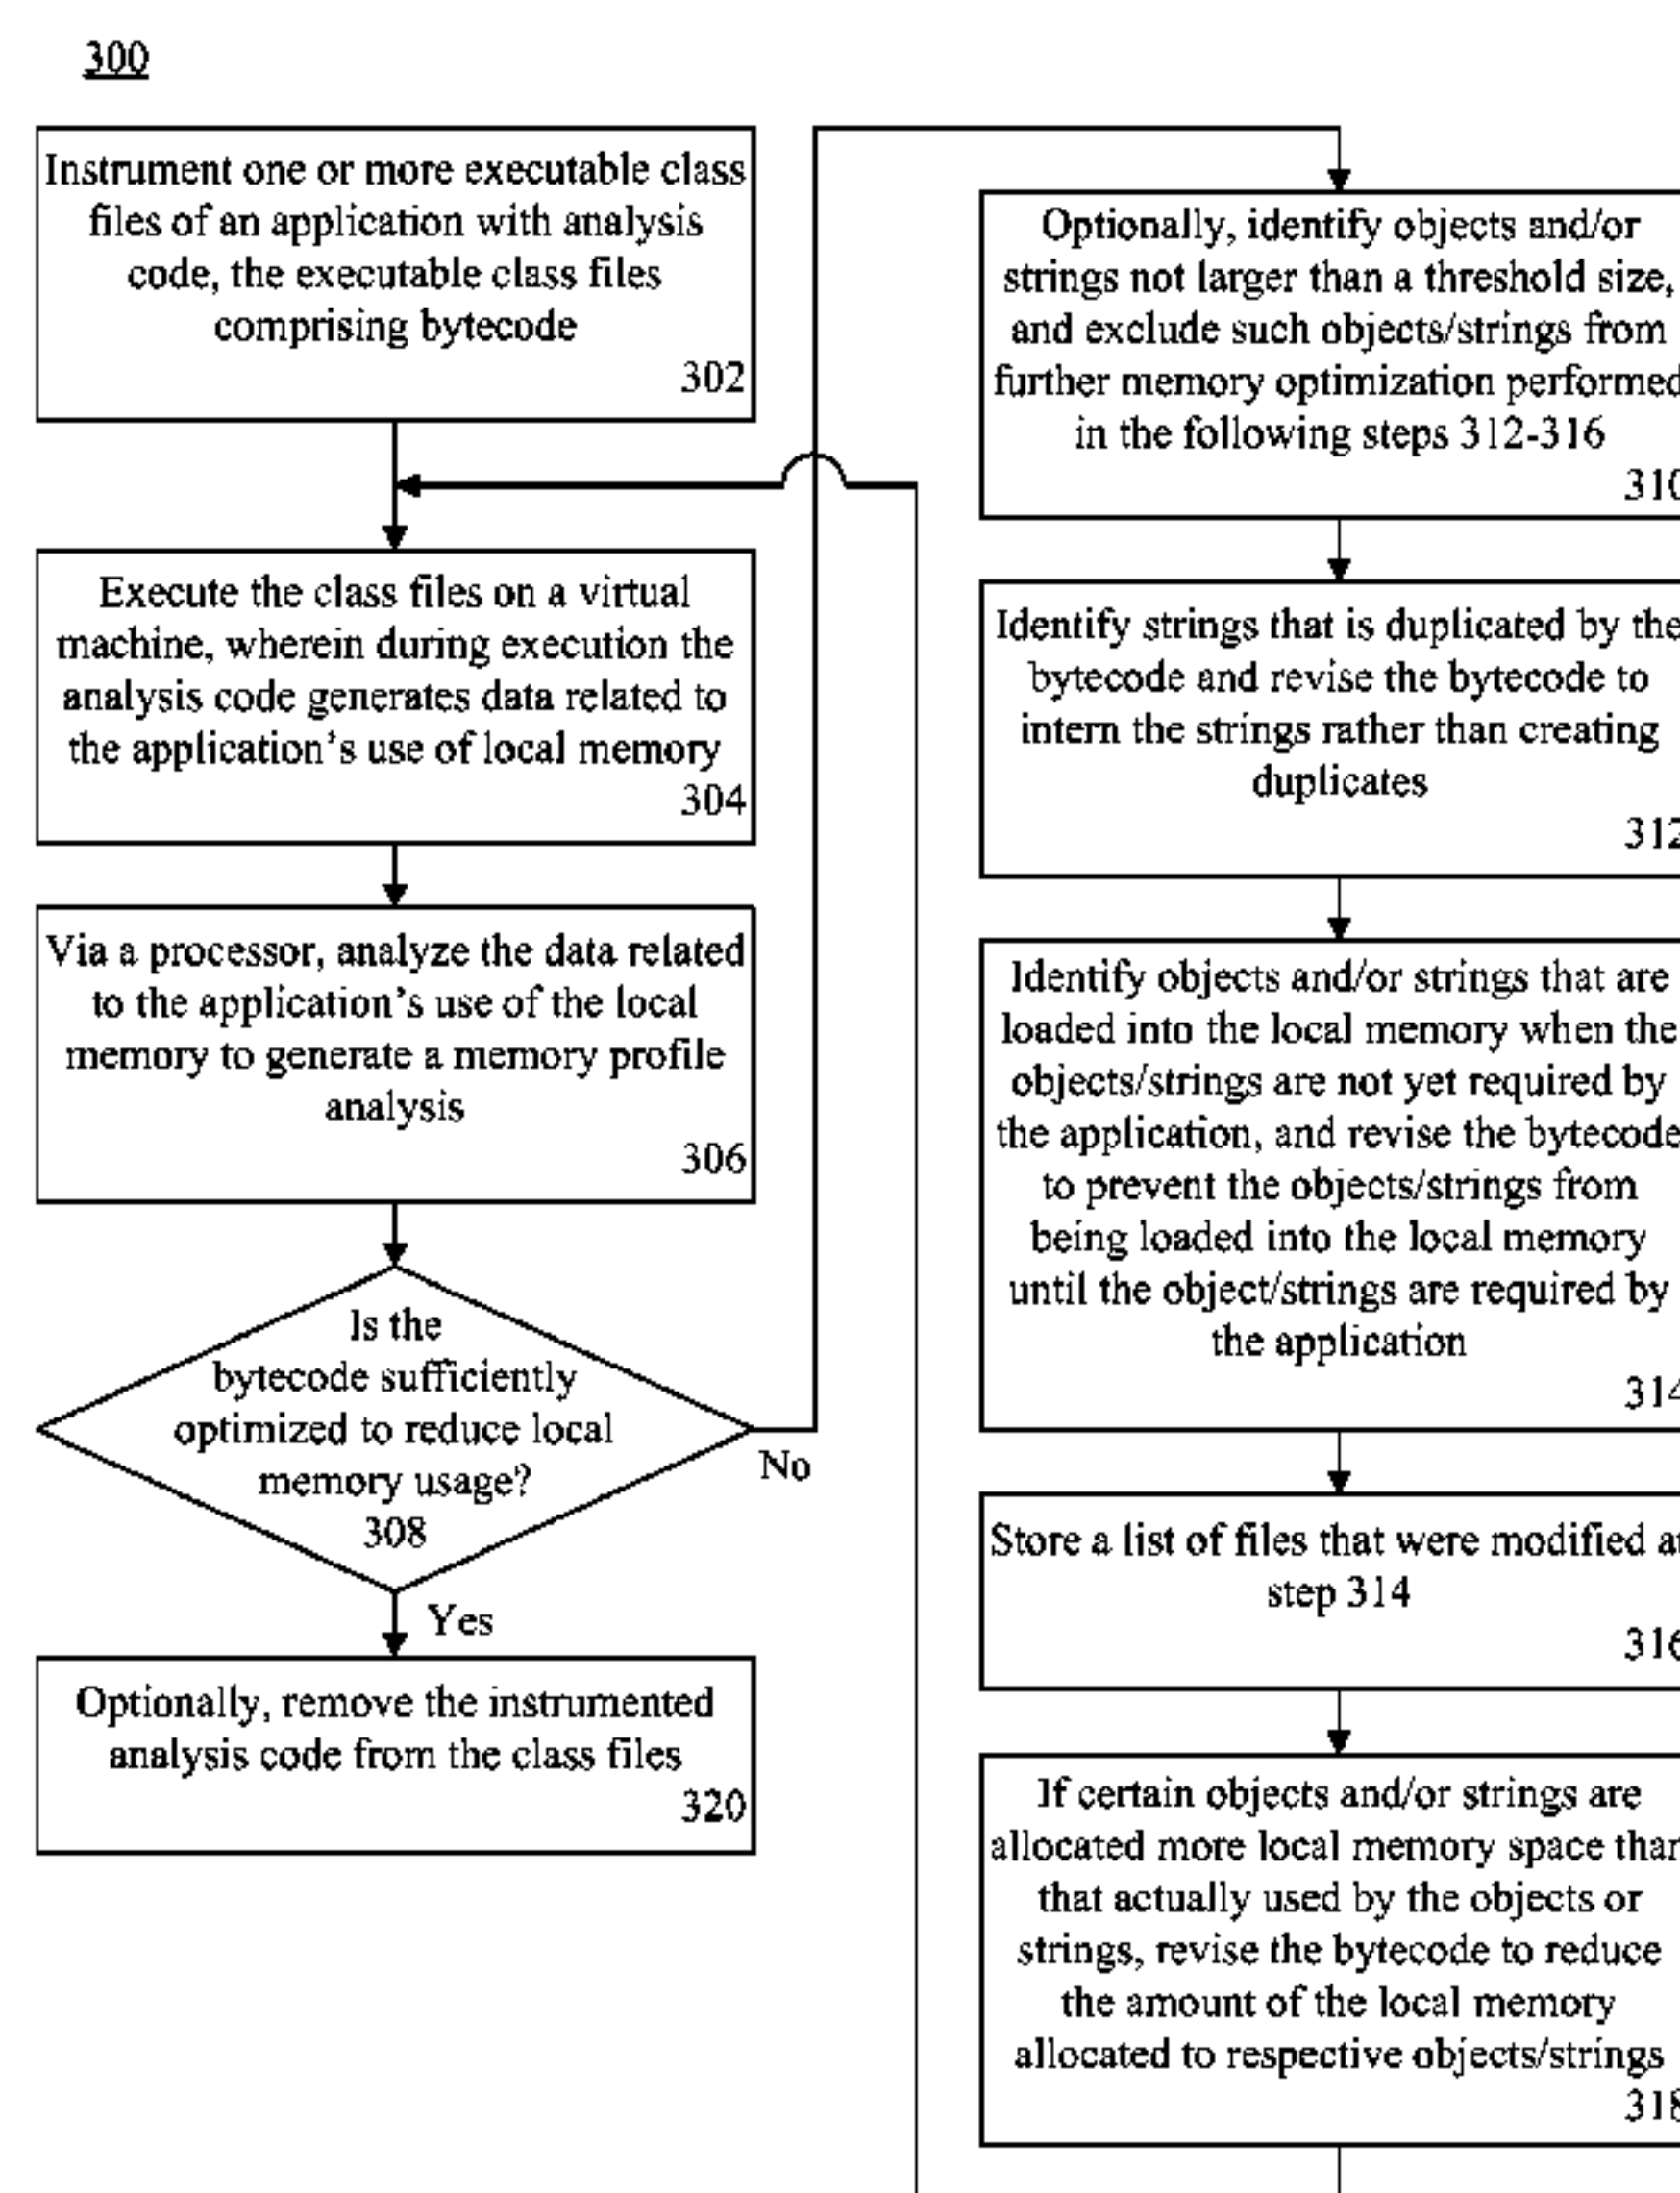 300
Instrument one or more executable class
files of an application with analysis
code, the executable class files
comprising bytecode
302
Execute the class files on a virtual
machine, wherein during execution the
analysis code generates data related to
the application's use of local memory
304
Via a processor, analyze the data related
to the application's use of the local
memory to generate a memory profile
analysis
306
Is the
bytecode sufficiently
optimized to reduce local
memory usage?
308
No
Yes
Optionally, remove the instrumented
analysis code from the class files
320
Optionally, identify objects and/or
strings not larger than a threshold size,
and exclude such objects/strings from
further memory optimization performed
in the following steps 312-316
310
Identify strings that is duplicated by the
bytecode and revise the bytecode to
intern the strings rather than creating
duplicates
312
Identify objects and/or strings that are
loaded into the local memory when the
objects/strings are not yet required by
the application, and revise the bytecode
to prevent the objects/strings from
being loaded into the local memory
until the object/strings are required by
the application
314
Store a list of files that were modified at
step 314
316
If certain objects and/or strings are
allocated more local memory space than
that actually used by the objects or
strings, revise the bytecode to reduce
the amount of the local memory
allocated to respective objects/strings
318